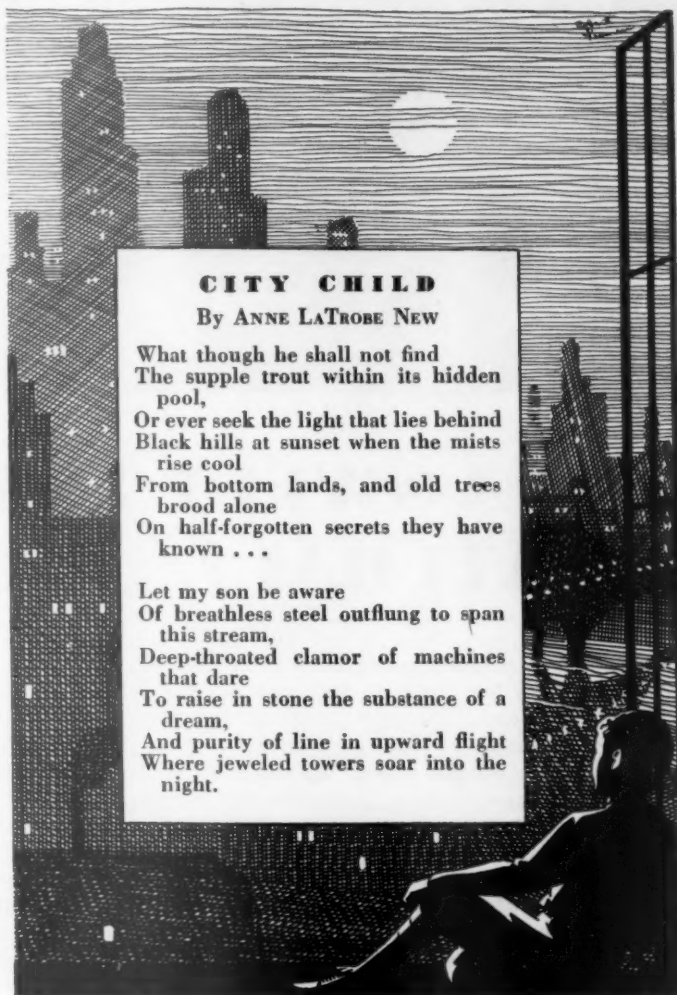 CITY CHILD
By ANNE LATROBE NEW
What though he shall not find
The supple trout within its hidden
pool,
Or ever seek the light that lies behind
Black hills at sunset when the mists
rise cool
From bottom lands, and old trees
brood alone
On half-forgotten secrets they have
known . . .
Let my son be aware
Of breathless steel outflung to span
this stream,
Deep-throated clamor of machines
that dare
To raise in stone the substance of a
dream,
And purity of line in upward flight
Where jeweled towers soar into the
night.